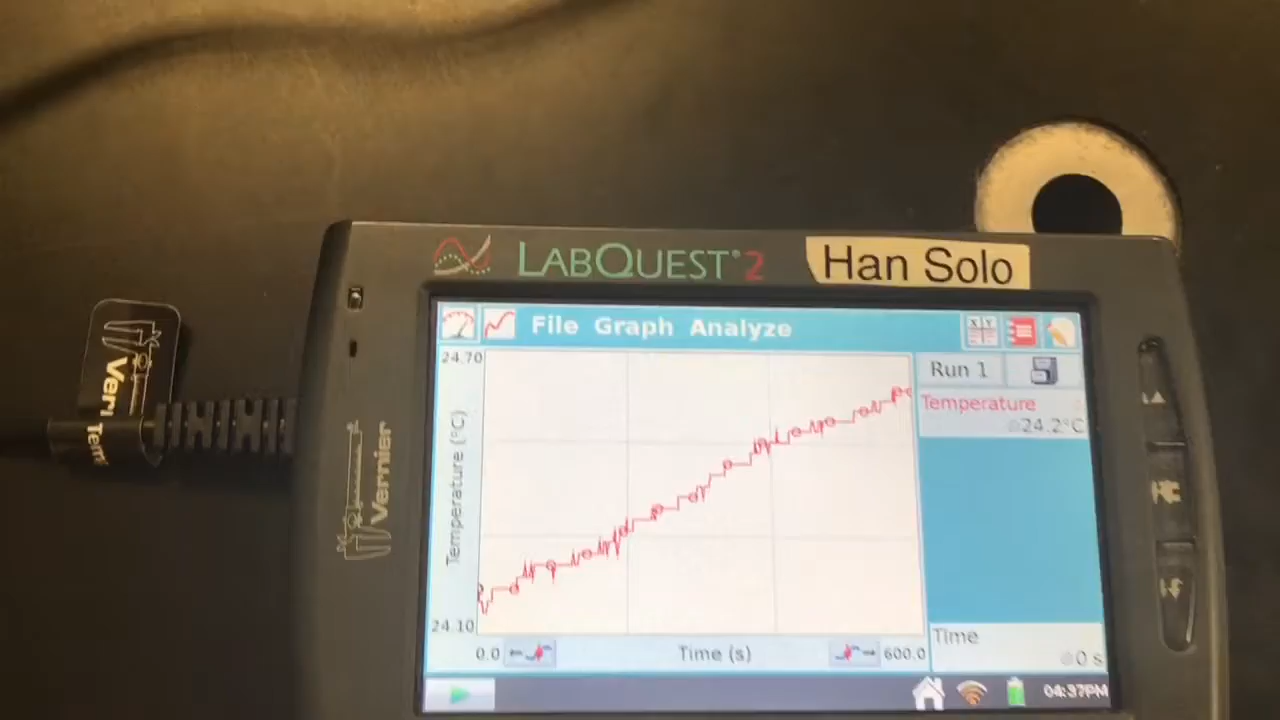 LABQUEST®2
Han Solo
File Graph Analyze
X Y
24.70
Temperature (°C)
24.10
Run 1
Temperature
24.2°C
0.0
Time (s)
600.0
Time
0 s
04:37PM
Vernier
Vernier